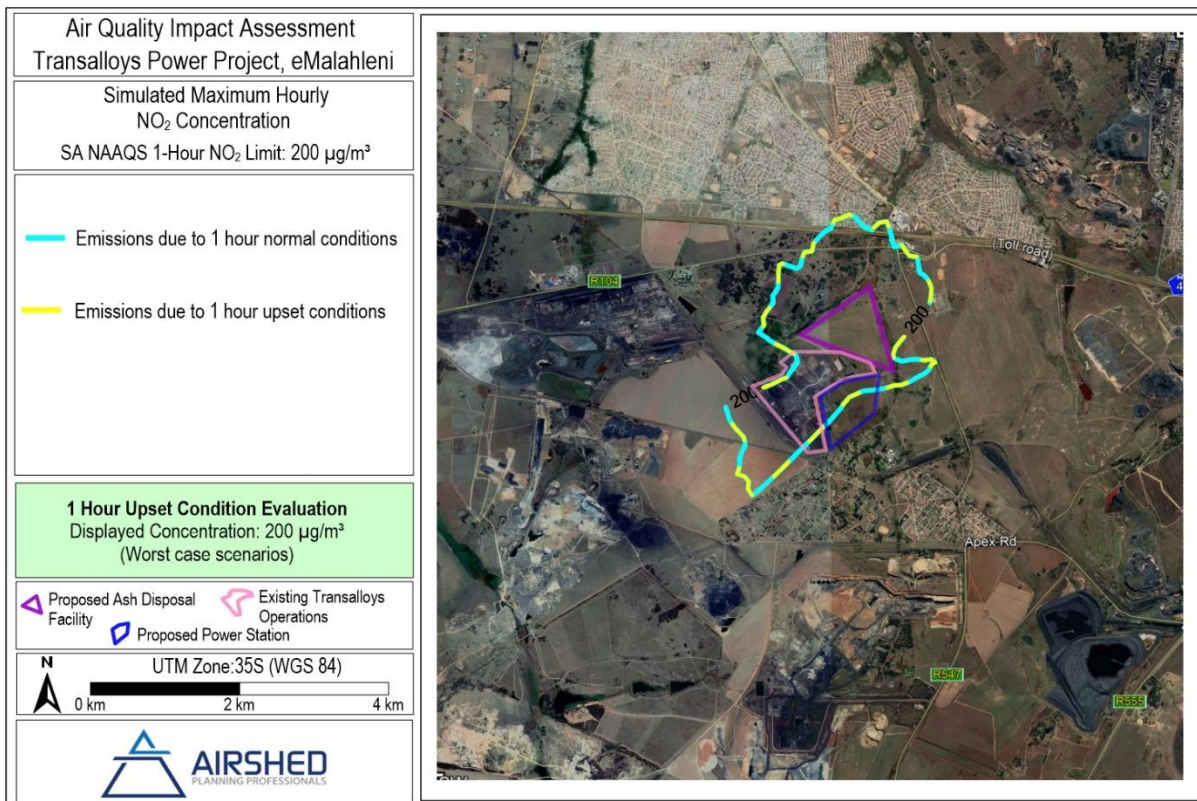 Air Quality Impact Assessment
Transalloys Power Project, eMalahleni
Simulated Maximum Hourly
NO₂ Concentration
SA NAAQS 1-Hour NO₂ Limit: 200 µg/m³
Emissions due to 1 hour normal conditions
Emissions due to 1 hour upset conditions
1 Hour Upset Condition Evaluation
Displayed Concentration: 200 µg/m³
(Worst case scenarios)
Proposed Ash Disposal
Facility
Existing Transalloys
Operations
Proposed Power Station
N
UTM Zone:35S (WGS 84)
0 km 2 km 4 km
AIRSHED
PLANNING PROFESSIONALS
(Toll road)
R104
4
200
200
Apex Rd
R547
R555